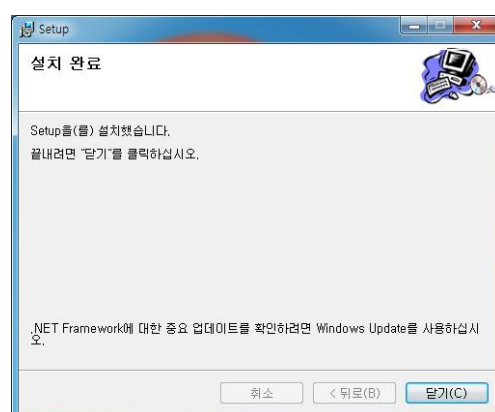 Setup
설치 완료
Setup을(를) 설치했습니다.
끝내려면 "닫기"를 클릭하십시오.
.NET Framework에 대한 중요 업데이트를 확인하려면 Windows Update를 사용하십시
오.
취소
< 뒤로(B)
닫기(C)